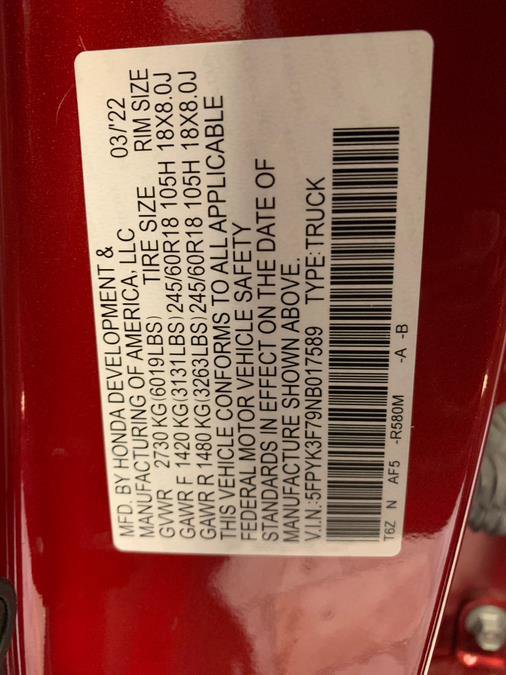 MFD. BY HONDA DEVELOPMENT & 03/'22
MANUFACTURING OF AMERICA, LLC
GVWR 2730 KG(6019LBS) TIRE SIZE RIM SIZE
GAWR F 1420 KG(3131LBS) 245/60R18 105H 18X8.0J
GAWR R 1480 KG(3263LBS) 245/60R18 105H 18X8.0J
THIS VEHICLE CONFORMS TO ALL APPLICABLE
FEDERAL MOTOR VEHICLE SAFETY
STANDARDS IN EFFECT ON THE DATE OF
MANUFACTURE SHOWN ABOVE.
V.I.N.:5FPYK3F79NB017589 TYPE:TRUCK
T6Z N AF5 -R580M -A -B